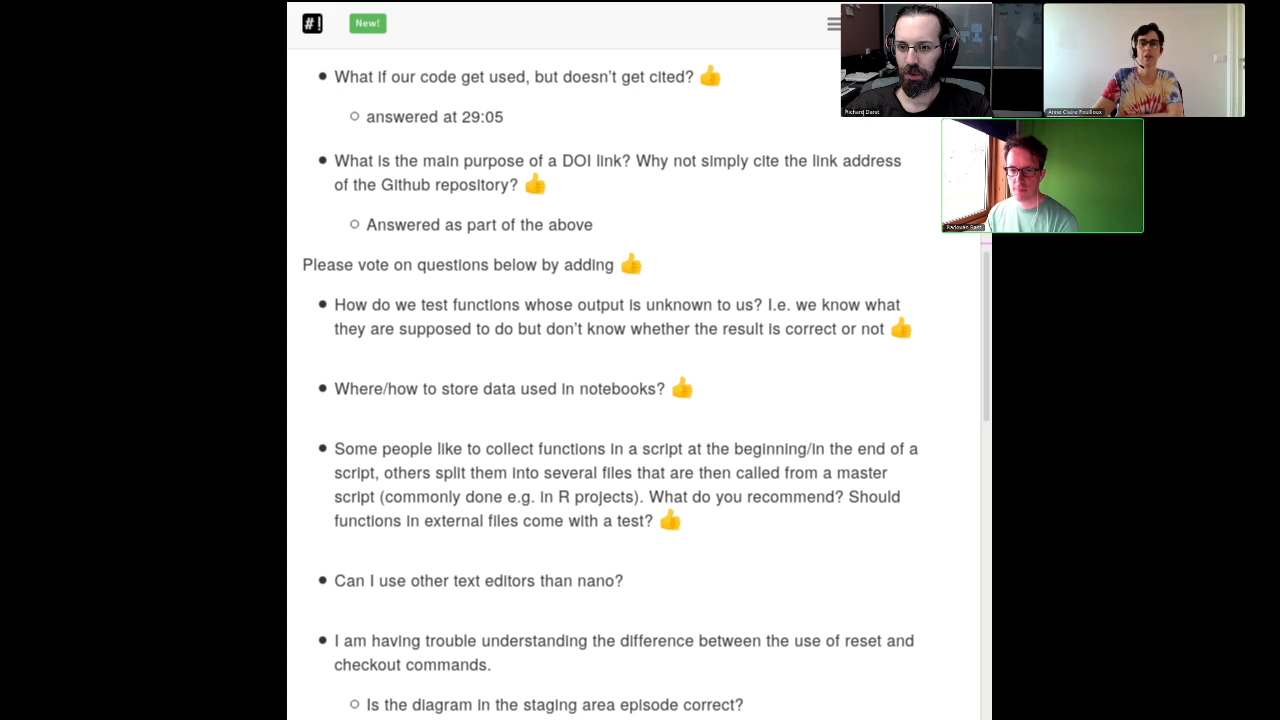 #!
New!
What if our code get used, but doesn't get cited? 👍
answered at 29:05
What is the main purpose of a DOI link? Why not simply cite the link address
of the Github repository? 👍
Answered as part of the above
Please vote on questions below by adding 👍
How do we test functions whose output is unknown to us? I.e. we know what
they are supposed to do but don't know whether the result is correct or not 👍
Where/how to store data used in notebooks? 👍
Some people like to collect functions in a script at the beginning/in the end of a
script, others split them into several files that are then called from a master
script (commonly done e.g. in R projects). What do you recommend? Should
functions in external files come with a test? 👍
Can I use other text editors than nano?
I am having trouble understanding the difference between the use of reset and
checkout commands.
Is the diagram in the staging area episode correct?
Richard Darst
Anne Claire Fouilloux
Radovan Bast